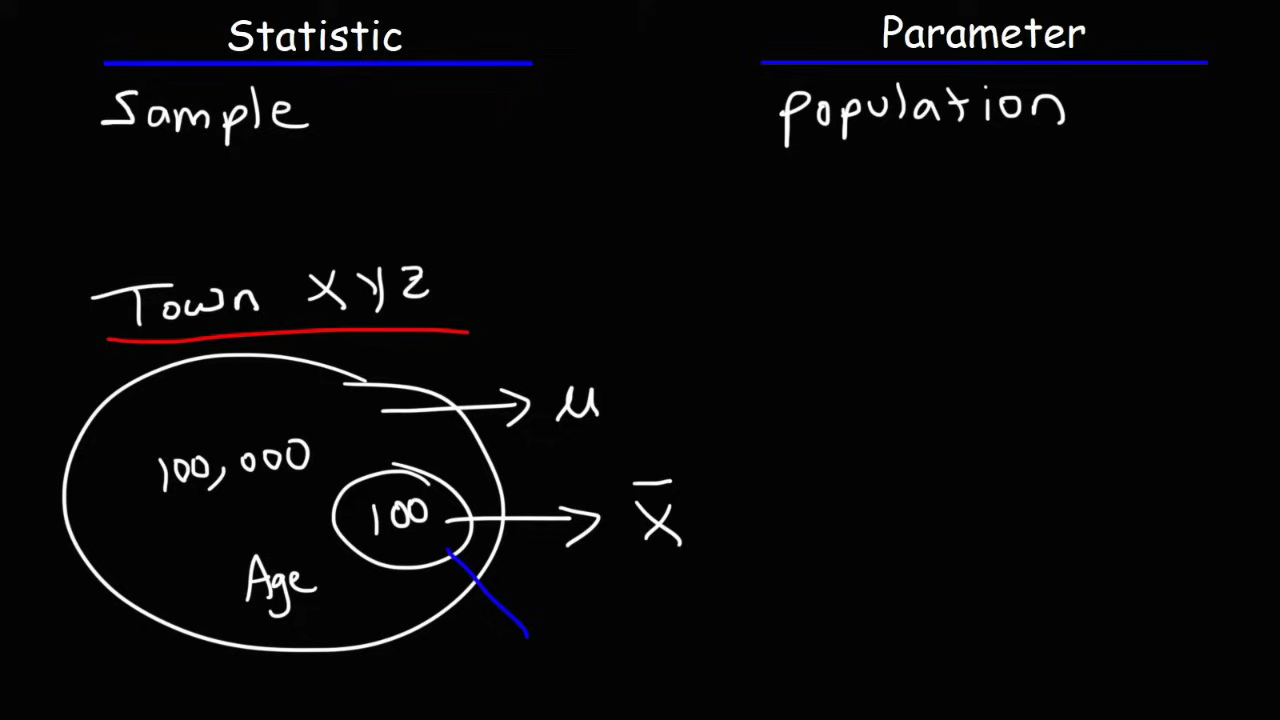 Statistic
Parameter
Sample
population
Town XYZ
μ
100,000
100
x̄
Age